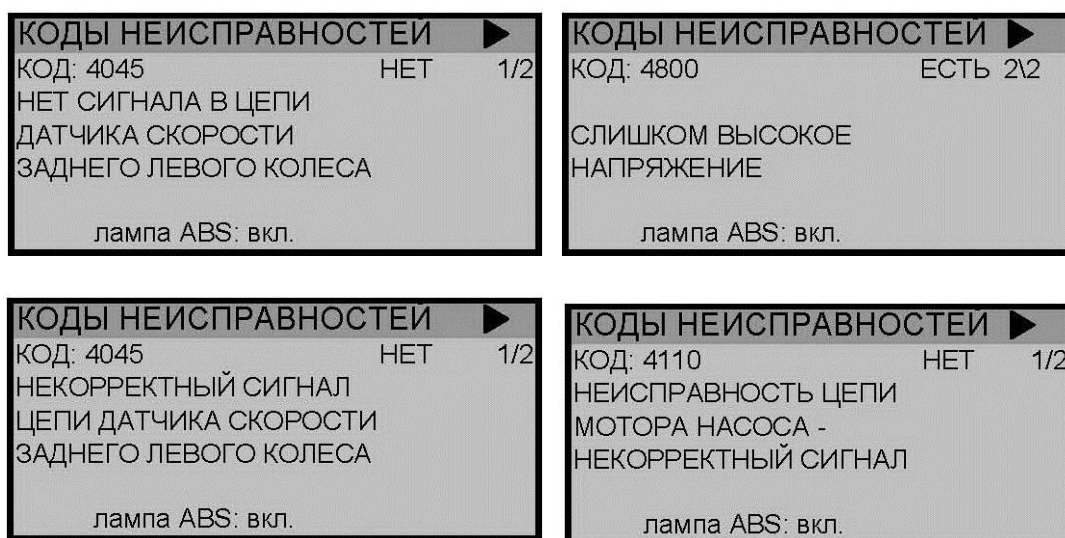 КОДЫ НЕИСПРАВНОСТЕЙ
КОД: 4045 НЕТ 1/2
НЕТ СИГНАЛА В ЦЕПИ
ДАТЧИКА СКОРОСТИ
ЗАДНЕГО ЛЕВОГО КОЛЕСА
лампа ABS: вкл.
КОДЫ НЕИСПРАВНОСТЕЙ
КОД: 4800 ЕСТЬ 2\2
СЛИШКОМ ВЫСОКОЕ
НАПРЯЖЕНИЕ
лампа ABS: вкл.
КОДЫ НЕИСПРАВНОСТЕЙ
КОД: 4045 НЕТ 1/2
НЕКОРРЕКТНЫЙ СИГНАЛ
ЦЕПИ ДАТЧИКА СКОРОСТИ
ЗАДНЕГО ЛЕВОГО КОЛЕСА
лампа ABS: вкл.
КОДЫ НЕИСПРАВНОСТЕЙ
КОД: 4110 НЕТ 1/2
НЕИСПРАВНОСТЬ ЦЕПИ
МОТОРА НАСОСА -
НЕКОРРЕКТНЫЙ СИГНАЛ
лампа ABS: вкл.